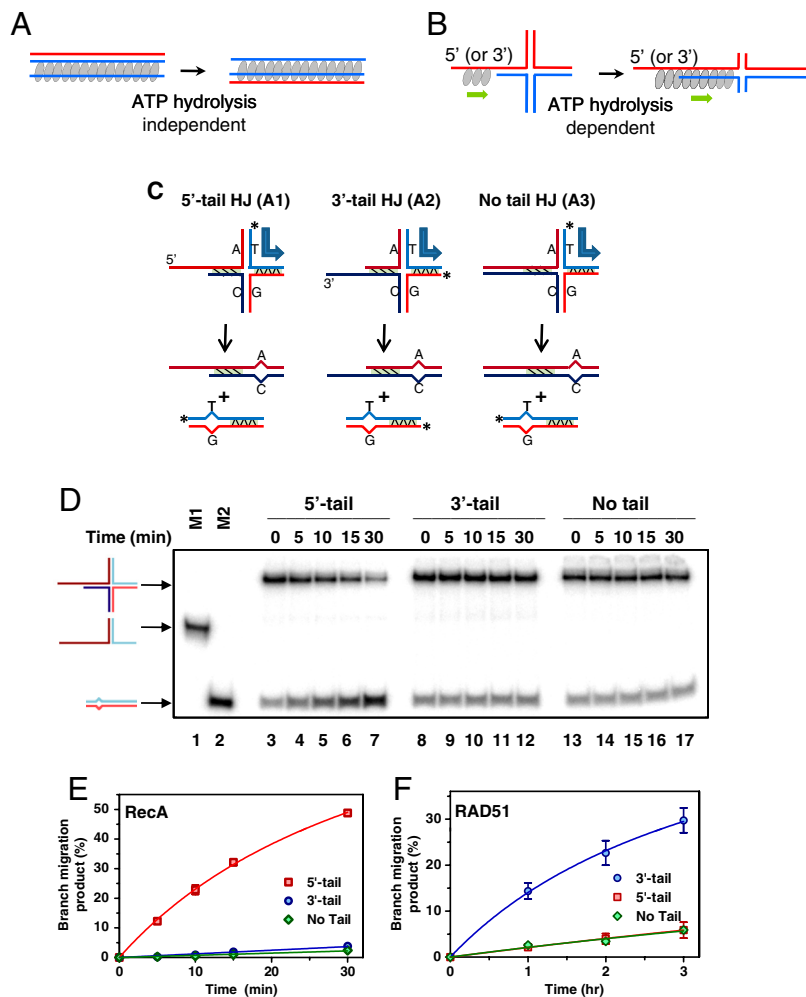 A
ATP hydrolysis
independent
B
5' (or 3')
5' (or 3')
ATP hydrolysis
dependent
C
5'-tail HJ (A1)
3'-tail HJ (A2)
No tail HJ (A3)
*
*
A
T
A
T
A
T
5'
3'
*
C
G
C
G
C
G
A
A
A
C
C
C
+
+
+
T
T
T
*
*
*
G
G
G
D
M1
M2
5'-tail
3'-tail
No tail
Time (min)
0 5 10 15 30
0 5 10 15 30
0 5 10 15 30
1 2 3 4 5 6 7 8 9 10 11 12 13 14 15 16 17
E
RecA
Branch migration
product (%)
50
40
30
20
10
0
5'-tail
3'-tail
No Tail
0 10 20 30
Time (min)
F
RAD51
Branch migration
product (%)
30
20
10
0
3'-tail
5'-tail
No Tail
0 1 2 3
Time (hr)